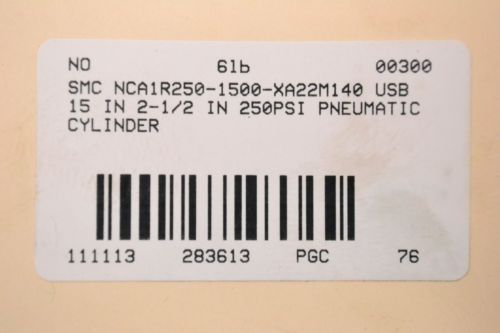 NO 6lb 00300
SMC NCA1R250-1500-XA22M140 USB
15 IN 2-1/2 IN 250PSI PNEUMATIC
CYLINDER
111113 283613 PGC 76